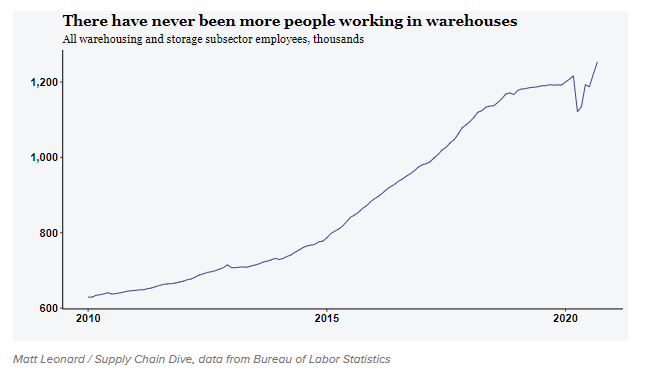 There have never been more people working in warehouses
All warehousing and storage subsector employees, thousands
1,200
1,000
800
600
2010 2015 2020
Matt Leonard / Supply Chain Dive, data from Bureau of Labor Statistics